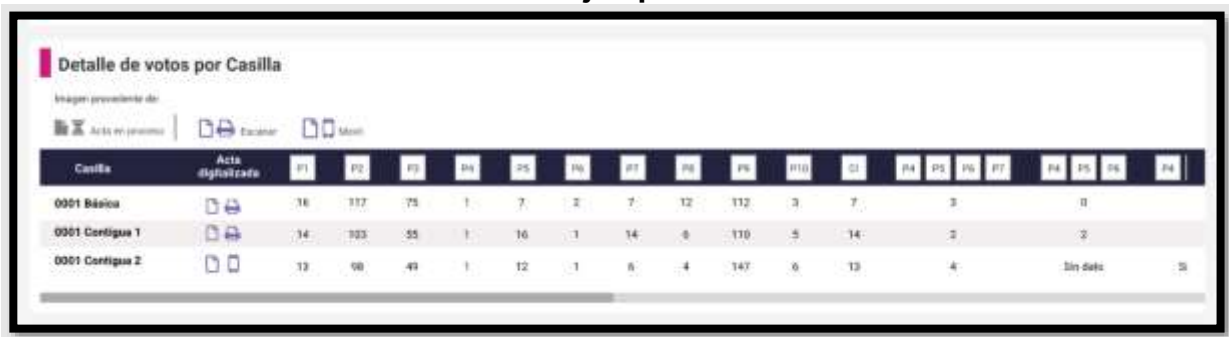 Detalle de votos por Casilla
Imagen procedente de:
Acta en proceso Escáner Móvil
Casilla Acta digitalizada P1 P2 P3 P4 P5 P6 P7 P8 P9 P10 CI P4 P5 P6 P7 P4 P5 P6 P4
0001 Básica 16 117 75 1 7 2 7 12 112 3 7 3 0
0001 Contigua 1 14 103 55 1 16 1 14 6 110 5 14 2 2
0001 Contigua 2 13 98 49 1 12 1 6 4 147 6 13 4 Sin dato Si